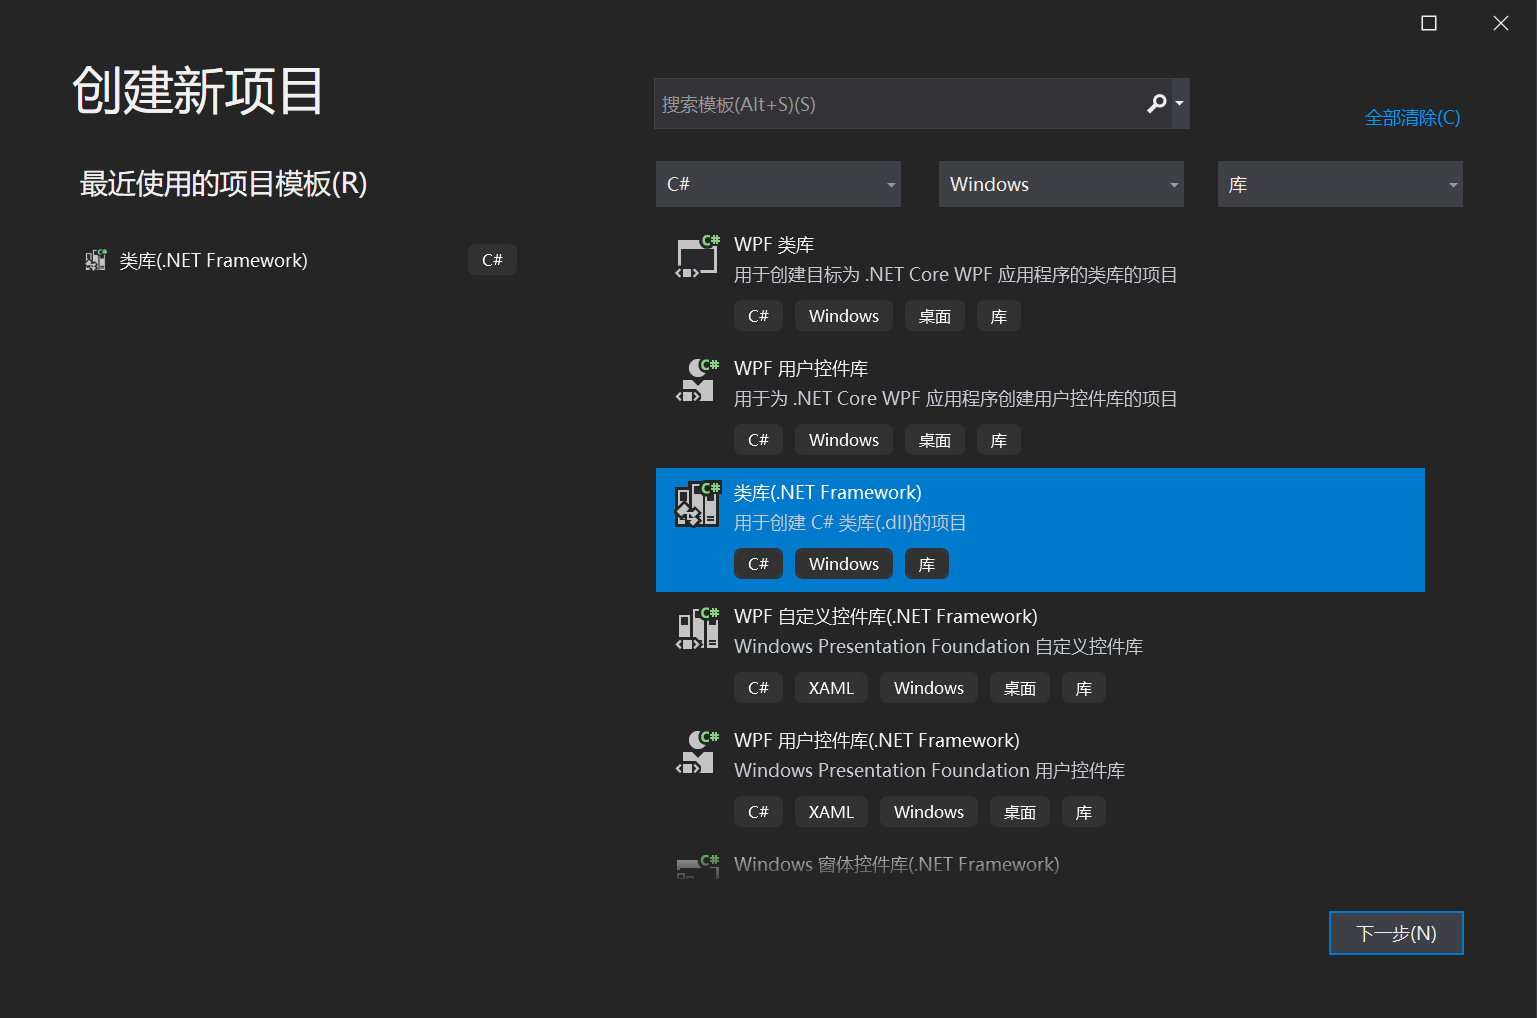 创建新项目
搜索模板(Alt+S)(S)
全部清除(C)
最近使用的项目模板(R)
类库(.NET Framework)
C#
C#
Windows
库
WPF 类库
用于创建目标为 .NET Core WPF 应用程序的类库的项目
C# Windows 桌面 库
WPF 用户控件库
用于为 .NET Core WPF 应用程序创建用户控件库的项目
C# Windows 桌面 库
类库(.NET Framework)
用于创建 C# 类库(.dll)的项目
C# Windows 库
WPF 自定义控件库(.NET Framework)
Windows Presentation Foundation 自定义控件库
C# XAML Windows 桌面 库
WPF 用户控件库(.NET Framework)
Windows Presentation Foundation 用户控件库
C# XAML Windows 桌面 库
Windows 窗体控件库(.NET Framework)
下一步(N)